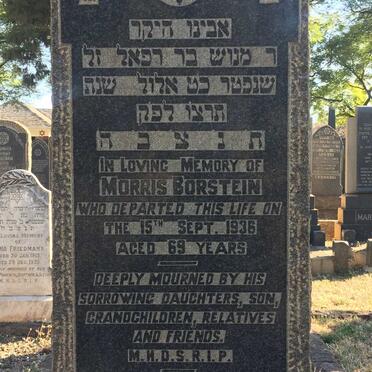 אבינו היקר
ר מנוש בר רפאל זל
שנפטר כט אלול שנה
תרצו לפק
ת נ צ ב ה
IN LOVING MEMORY OF
MORRIS BORSTEIN
WHO DEPARTED THIS LIFE ON
THE 15TH SEPT. 1936
AGED 69 YEARS
DEEPLY MOURNED BY HIS
SORROWING DAUGHTERS, SON,
GRANDCHILDREN, RELATIVES
AND FRIENDS.
M.H.D.S.R.I.P.